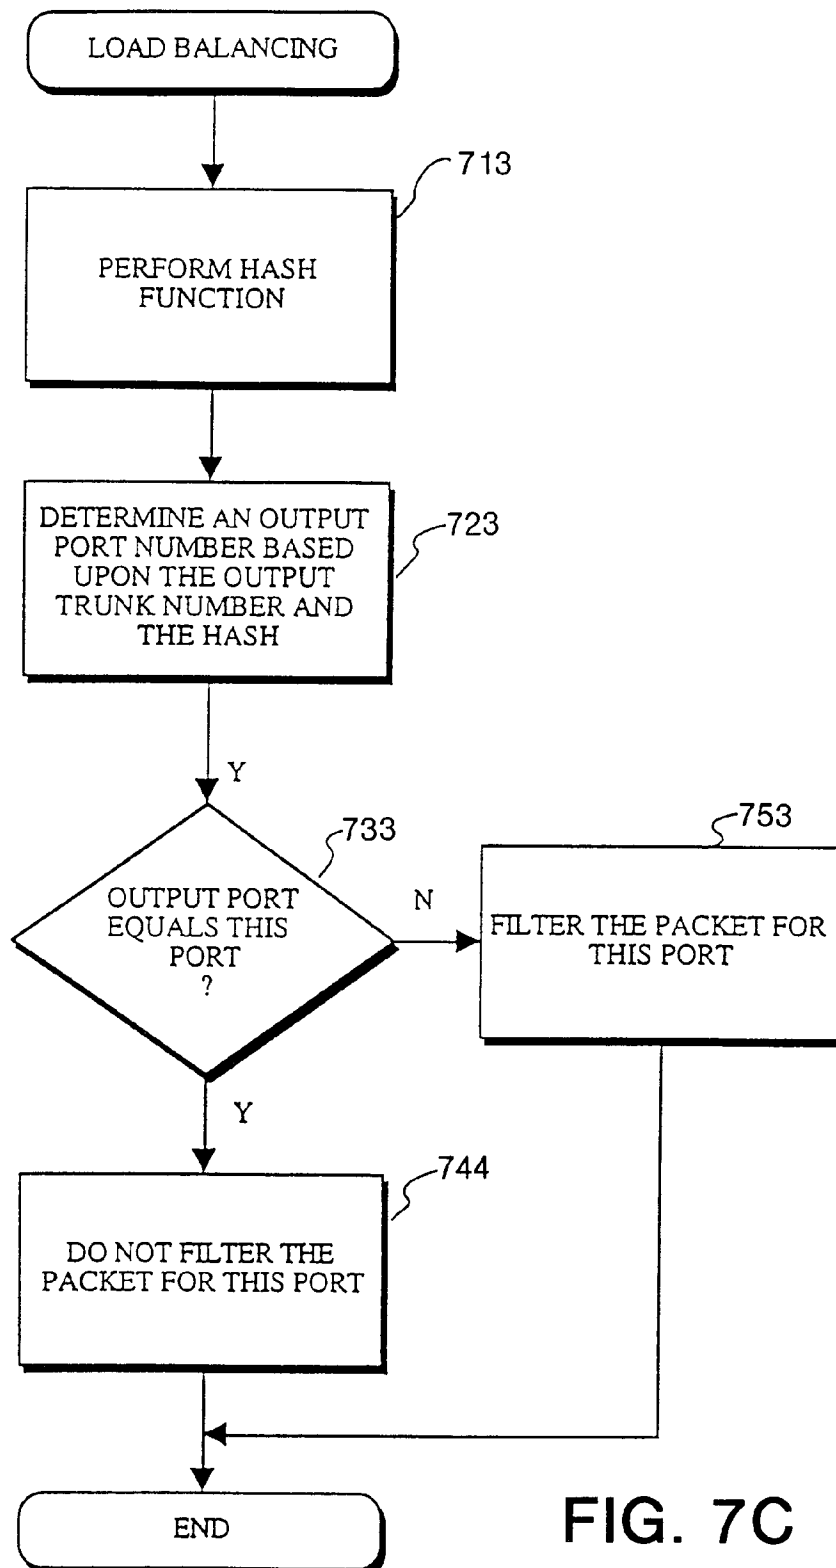 LOAD BALANCING
713
PERFORM HASH
FUNCTION
DETERMINE AN OUTPUT
PORT NUMBER BASED
UPON THE OUTPUT
TRUNK NUMBER AND
THE HASH
723
Y
733
OUTPUT PORT
EQUALS THIS
PORT
?
N
753
FILTER THE PACKET FOR
THIS PORT
Y
744
DO NOT FILTER THE
PACKET FOR THIS PORT
END
FIG. 7C